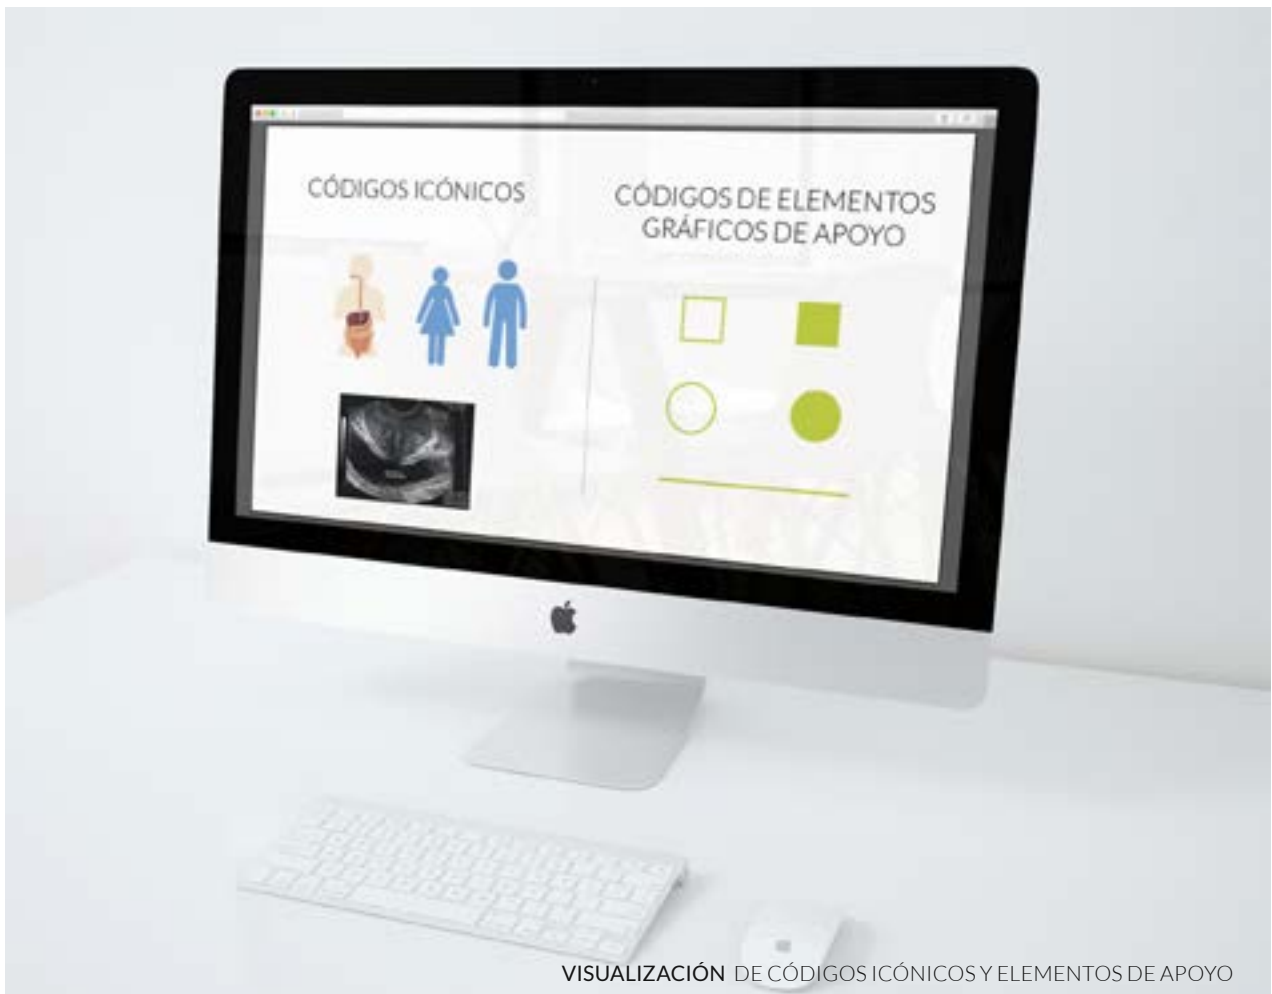 CÓDIGOS ICÓNICOS
CÓDIGOS DE ELEMENTOS
GRÁFICOS DE APOYO
VISUALIZACIÓN DE CÓDIGOS ICÓNICOS Y ELEMENTOS DE APOYO